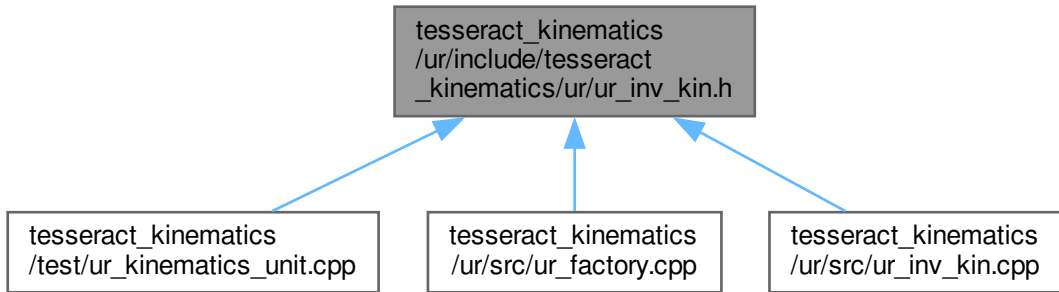 tesseract_kinematics
/ur/include/tesseract
_kinematics/ur/ur_inv_kin.h
tesseract_kinematics
/test/ur_kinematics_unit.cpp
tesseract_kinematics
/ur/src/ur_factory.cpp
tesseract_kinematics
/ur/src/ur_inv_kin.cpp